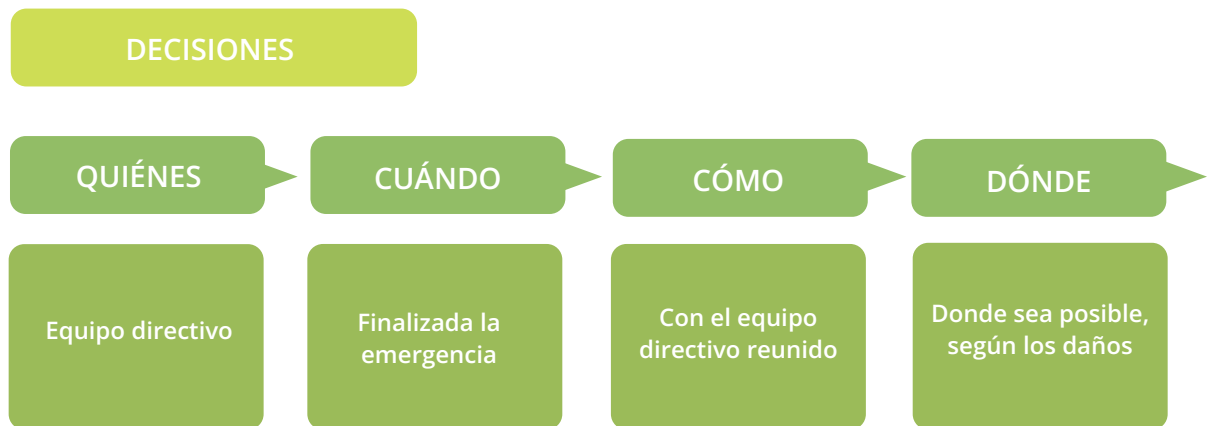 DECISIONES
QUIÉNES
CUÁNDO
CÓMO
DÓNDE
Equipo directivo
Finalizada la
emergencia
Con el equipo
directivo reunido
Donde sea posible,
según los daños